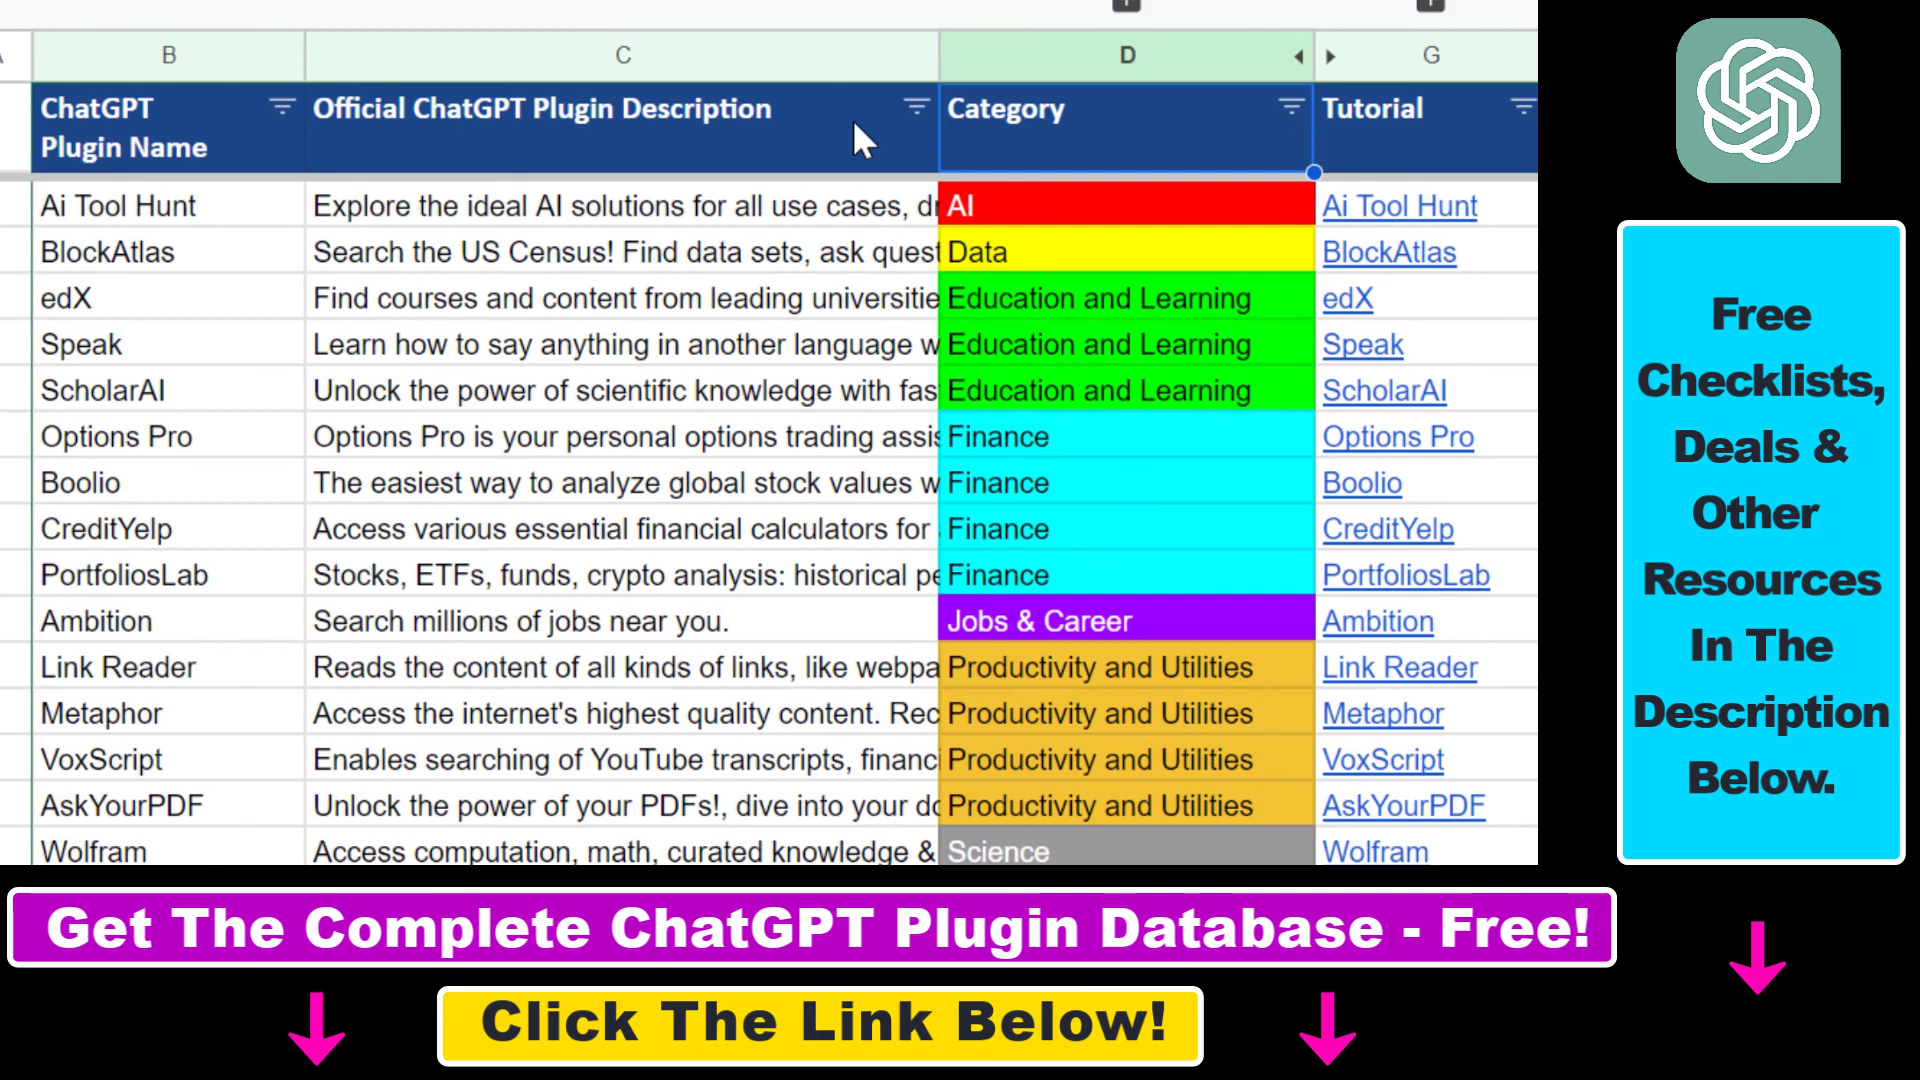 B C D G
ChatGPT Official ChatGPT Plugin Description Category Tutorial
Plugin Name
Ai Tool Hunt Explore the ideal AI solutions for all use cases, AI Ai Tool Hunt
BlockAtlas Search the US Census! Find data sets, ask Data BlockAtlas
edX Find courses and content from leading Education and Learning edX
Speak Learn how to say anything in another language Education and Learning Speak
ScholarAI Unlock the power of scientific knowledge with Education and Learning ScholarAI
Options Pro Options Pro is your personal options trading Finance Options Pro
Boolio The easiest way to analyze global stock values Finance Boolio
CreditYelp Access various essential financial calculators for Finance CreditYelp
PortfoliosLab Stocks, ETFs, funds, crypto analysis: historical Finance PortfoliosLab
Ambition Search millions of jobs near you. Jobs & Career Ambition
Link Reader Reads the content of all kinds of links, like Productivity and Utilities Link Reader
Metaphor Access the internet's highest quality content. Productivity and Utilities Metaphor
VoxScript Enables searching of YouTube transcripts, Productivity and Utilities VoxScript
AskYourPDF Unlock the power of your PDFs!, dive into your Productivity and Utilities AskYourPDF
Wolfram Access computation, math, curated knowledge & Science Wolfram
Free
Checklists,
Deals &
Other
Resources
In The
Description
Below.
Get The Complete ChatGPT Plugin Database - Free!
Click The Link Below!